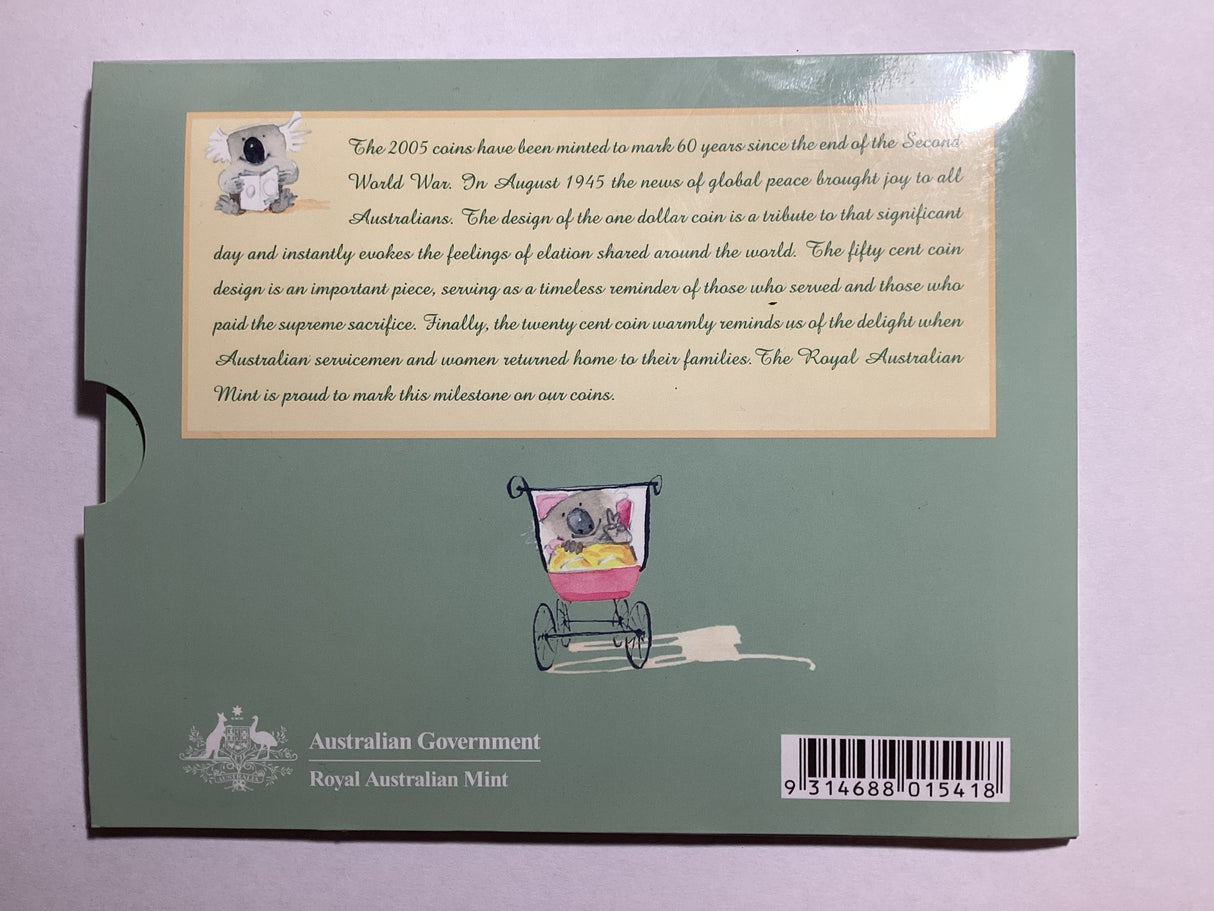 The 2005 coins have been minted to mark 60 years since the end of the Second
World War. In August 1945 the news of global peace brought joy to all
Australians. The design of the one dollar coin is a tribute to that significant
day and instantly evokes the feelings of elation shared around the world. The fifty cent coin
design is an important piece, serving as a timeless reminder of those who served and those who
paid the supreme sacrifice. Finally, the twenty cent coin warmly reminds us of the delight when
Australian servicemen and women returned home to their families. The Royal Australian
Mint is proud to mark this milestone on our coins.
AUSTRALIA
Australian Government
Royal Australian Mint
9 314688 015418